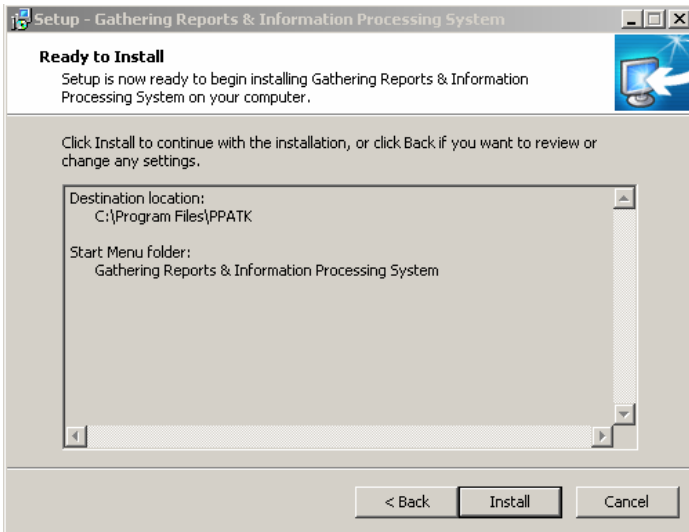 Setup - Gathering Reports & Information Processing System
Ready to Install
Setup is now ready to begin installing Gathering Reports & Information
Processing System on your computer.
Click Install to continue with the installation, or click Back if you want to review or
change any settings.
Destination location:
C:\Program Files\PPATK
Start Menu folder:
Gathering Reports & Information Processing System
< Back
Install
Cancel